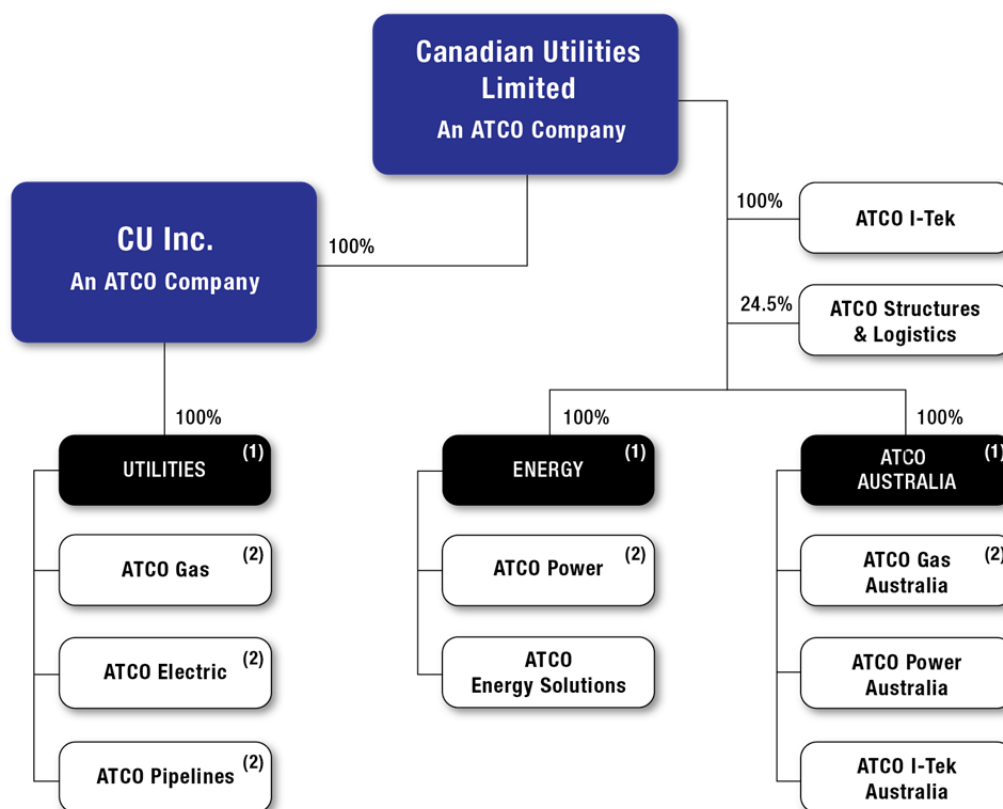 Canadian Utilities
Limited
An ATCO Company
CU Inc.
An ATCO Company
100%
100%
ATCO I-Tek
24.5%
ATCO Structures
& Logistics
100%
UTILITIES (1)
ATCO Gas (2)
ATCO Electric (2)
ATCO Pipelines (2)
100%
ENERGY (1)
ATCO Power (2)
ATCO
Energy Solutions
100%
ATCO (1)
AUSTRALIA
ATCO Gas (2)
Australia
ATCO Power
Australia
ATCO I-Tek
Australia